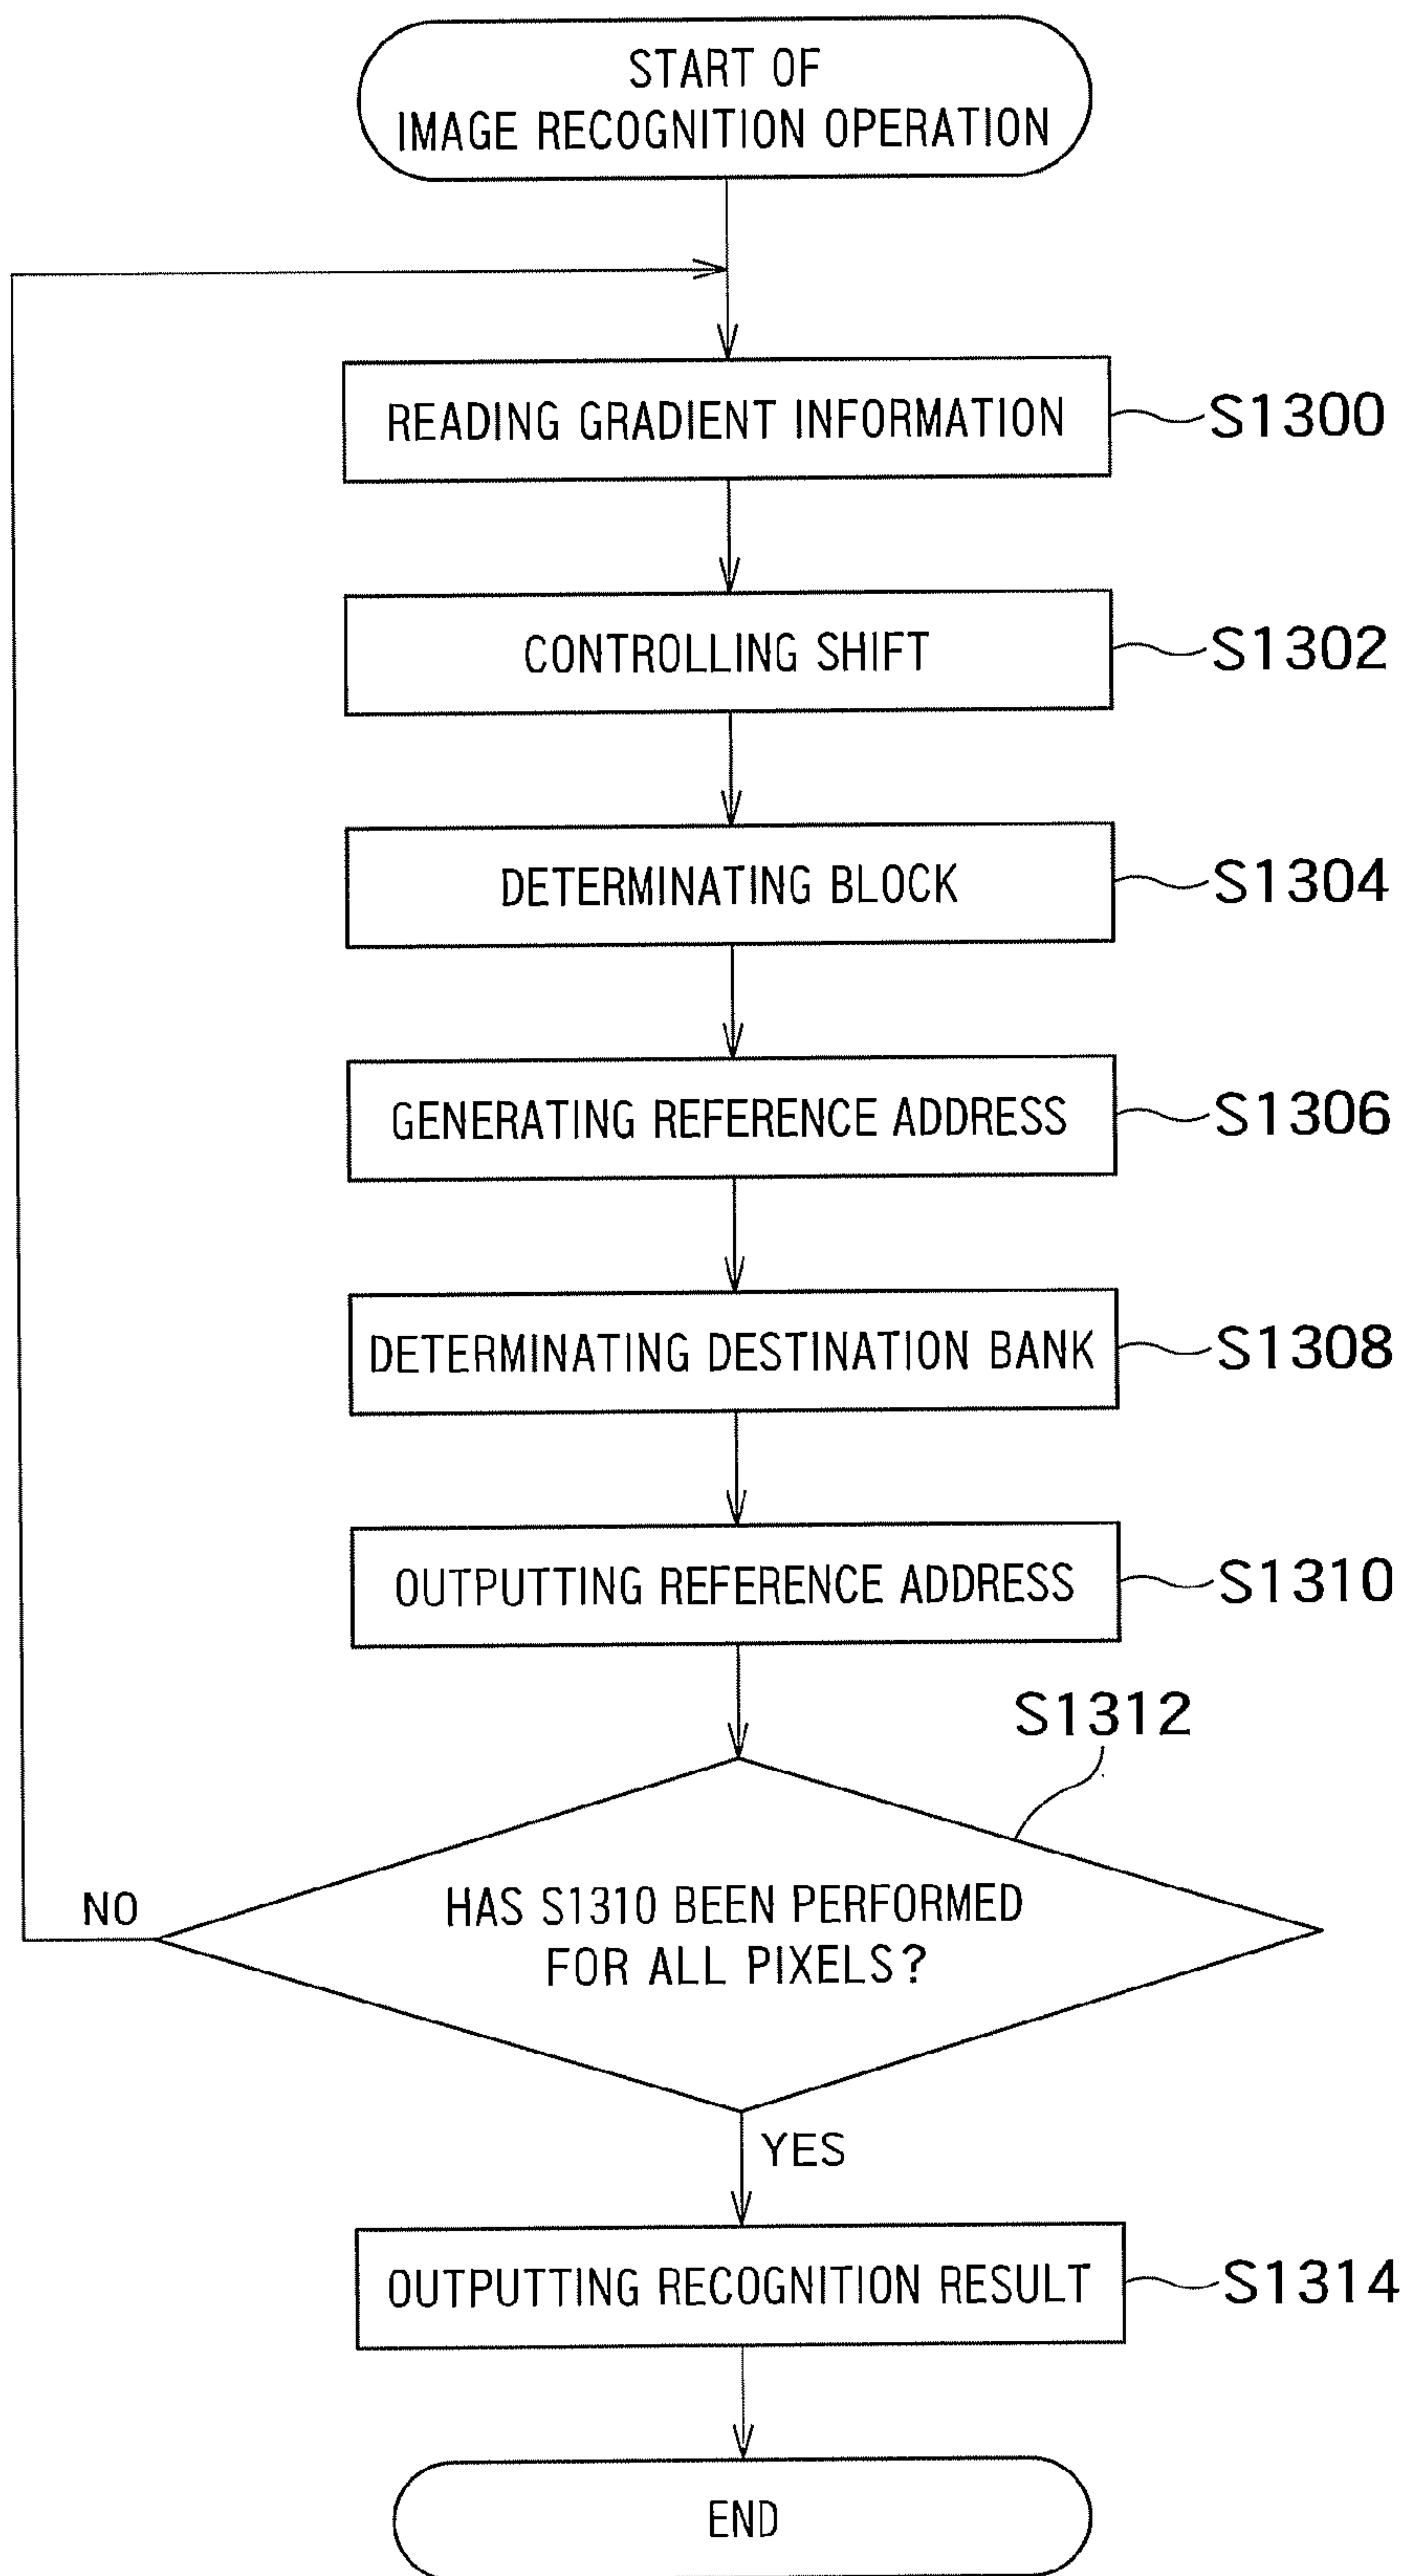 START OF
IMAGE RECOGNITION OPERATION
READING GRADIENT INFORMATION
S1300
CONTROLLING SHIFT
S1302
DETERMINATING BLOCK
S1304
GENERATING REFERENCE ADDRESS
S1306
DETERMINATING DESTINATION BANK
S1308
OUTPUTTING REFERENCE ADDRESS
S1310
S1312
HAS S1310 BEEN PERFORMED
FOR ALL PIXELS?
NO
YES
OUTPUTTING RECOGNITION RESULT
S1314
END